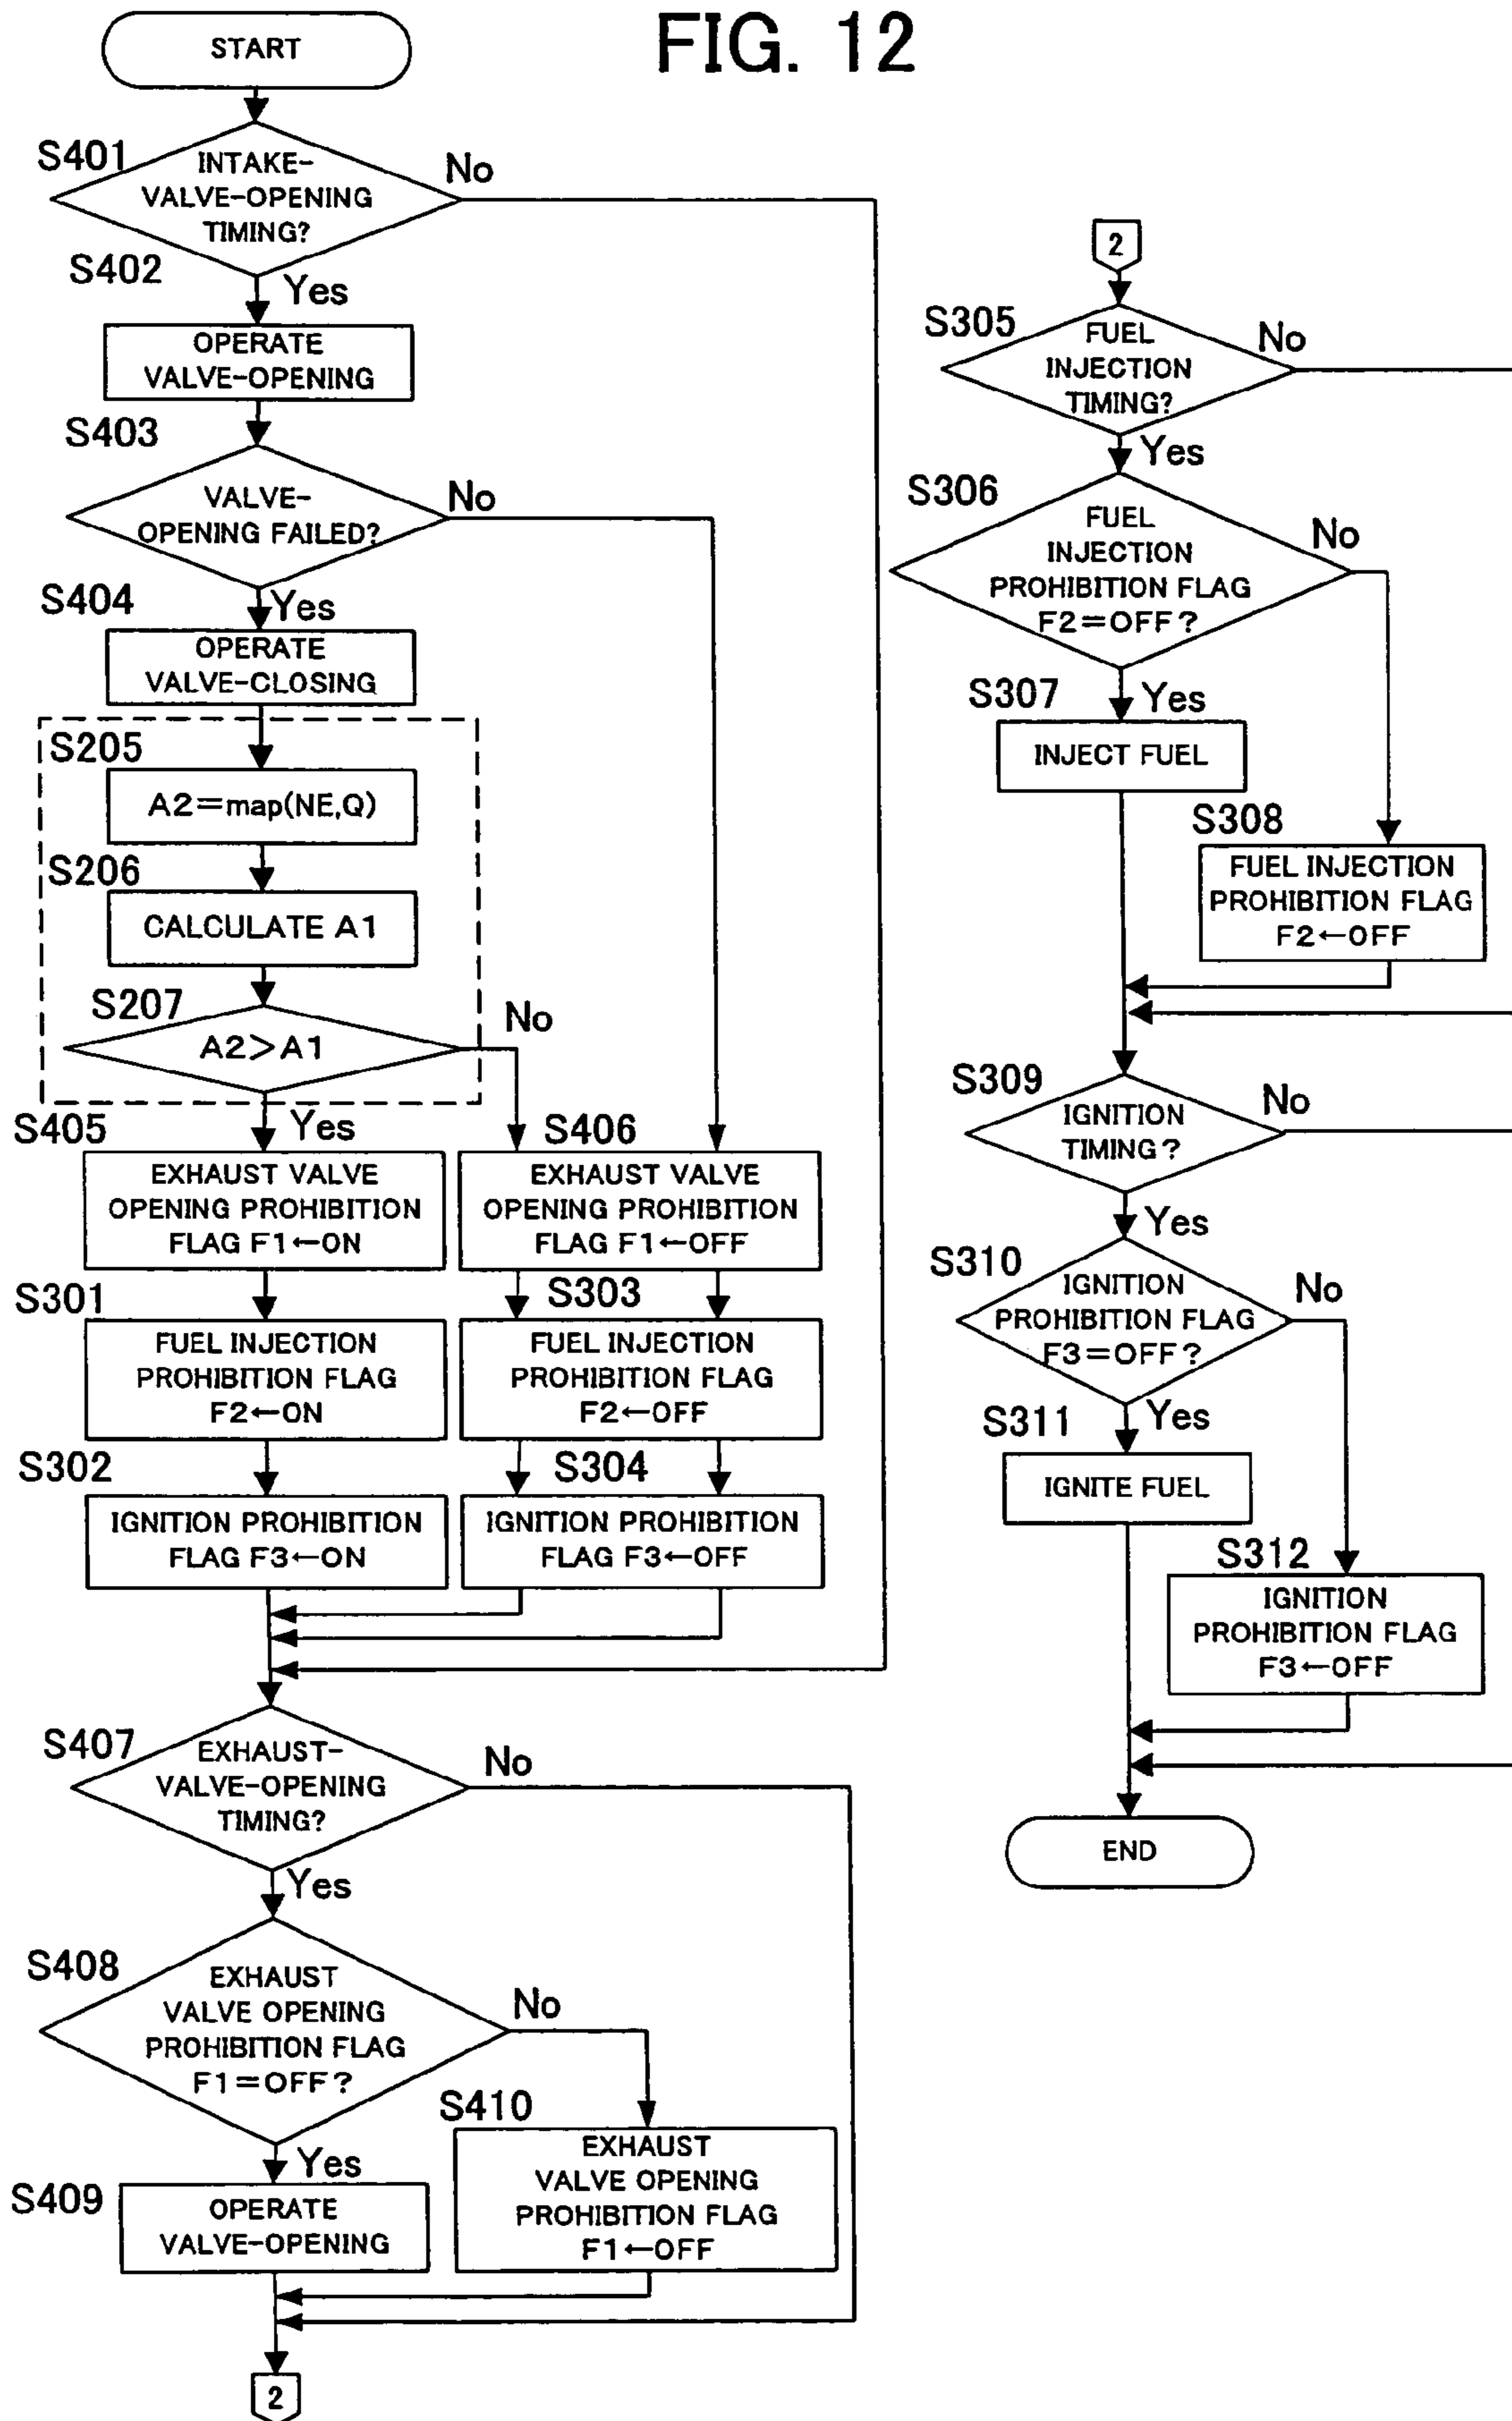 FIG. 12
START
S401
INTAKE-
VALVE-OPENING
TIMING?
No
S402
Yes
OPERATE
VALVE-OPENING
S403
VALVE-
OPENING FAILED?
No
S404
Yes
OPERATE
VALVE-CLOSING
S205
A2=map(NE,Q)
S206
CALCULATE A1
S207
A2>A1
No
S405
Yes
EXHAUST VALVE
OPENING PROHIBITION
FLAG F1←ON
S406
EXHAUST VALVE
OPENING PROHIBITION
FLAG F1←OFF
S301
FUEL INJECTION
PROHIBITION FLAG
F2←ON
S303
FUEL INJECTION
PROHIBITION FLAG
F2←OFF
S302
IGNITION PROHIBITION
FLAG F3←ON
S304
IGNITION PROHIBITION
FLAG F3←OFF
S407
EXHAUST-
VALVE-OPENING
TIMING?
No
Yes
S408
EXHAUST
VALVE OPENING
PROHIBITION FLAG
F1=OFF?
No
Yes
S409
OPERATE
VALVE-OPENING
S410
EXHAUST
VALVE OPENING
PROHIBITION FLAG
F1←OFF
2
2
S305
FUEL
INJECTION
TIMING?
No
Yes
S306
FUEL
INJECTION
PROHIBITION FLAG
F2=OFF?
No
S307
Yes
INJECT FUEL
S308
FUEL INJECTION
PROHIBITION FLAG
F2←OFF
S309
IGNITION
TIMING?
No
Yes
S310
IGNITION
PROHIBITION FLAG
F3=OFF?
No
S311
Yes
IGNITE FUEL
S312
IGNITION
PROHIBITION FLAG
F3←OFF
END